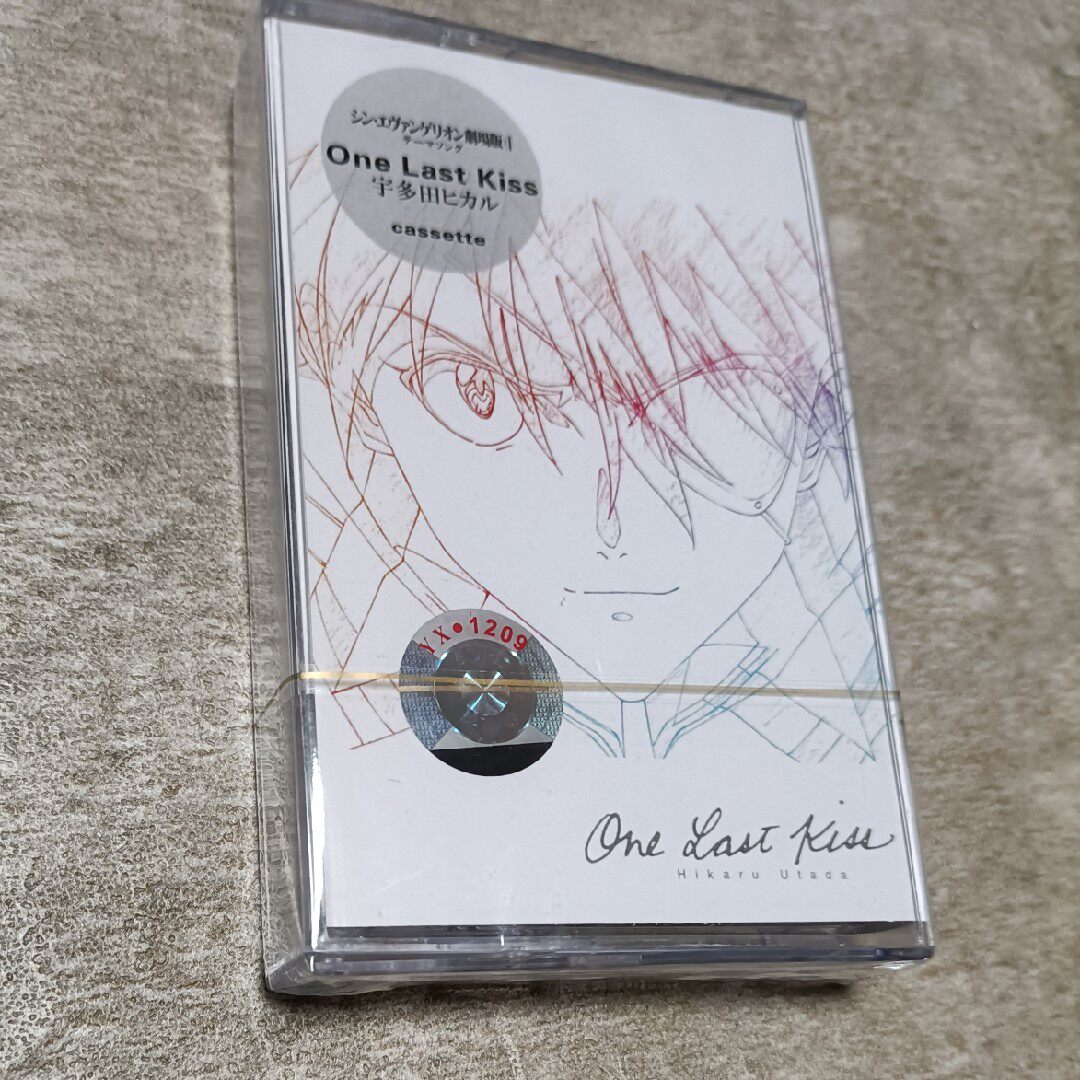 シン・エヴァンゲリオン劇場版𝄇
テーマソング
One Last Kiss
宇多田ヒカル
cassette
YX●1209
One Last Kiss
Hikaru Utada